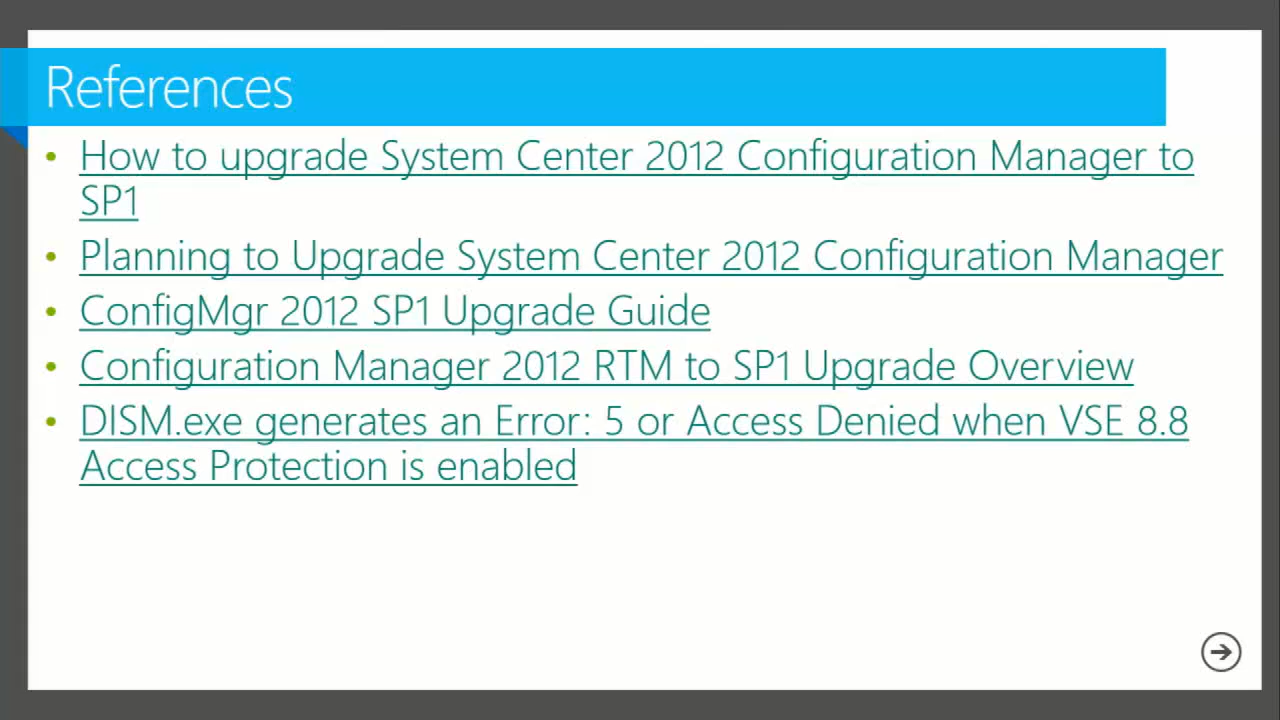 References
• How to upgrade System Center 2012 Configuration Manager to
SP1
• Planning to Upgrade System Center 2012 Configuration Manager
• ConfigMgr 2012 SP1 Upgrade Guide
• Configuration Manager 2012 RTM to SP1 Upgrade Overview
• DISM.exe generates an Error: 5 or Access Denied when VSE 8.8
Access Protection is enabled